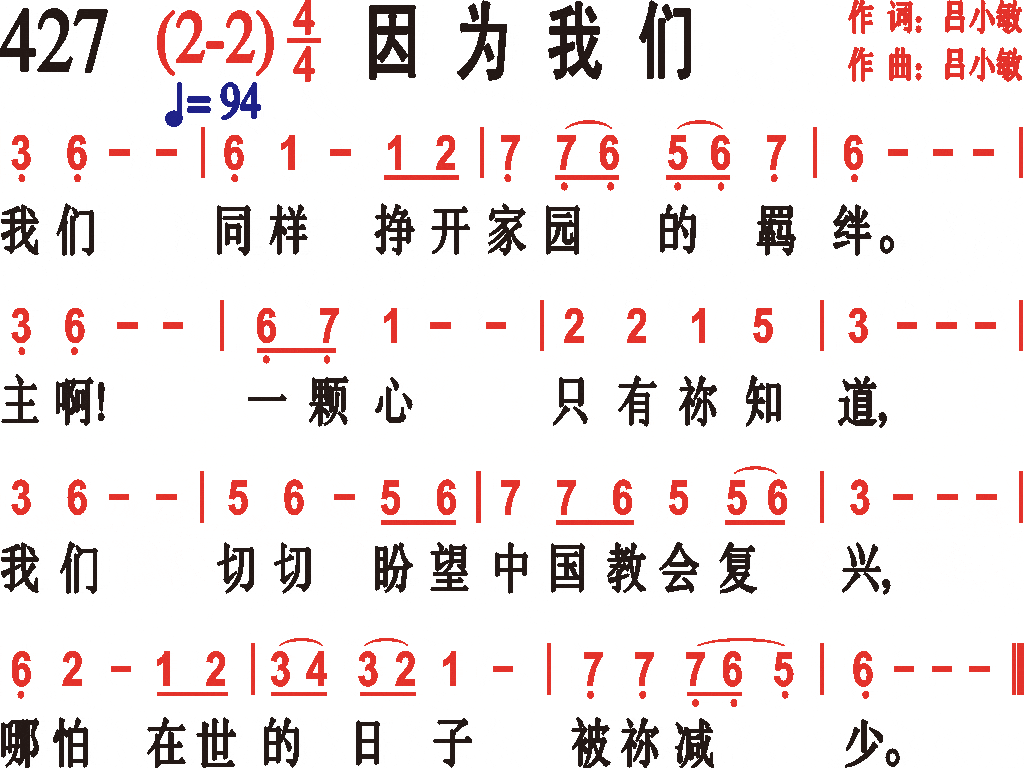 427 (2-2) 4/4 因为我们 作词：吕小敏
♩= 94 作曲：吕小敏
3 6 - - | 6 1 - 1 2 | 7 7 6 5 6 7 | 6 - - - |
我们 同样 挣开家园 的 羁 绊。
3 6 - - | 6 7 1 - - | 2 2 1 5 | 3 - - - |
主啊! 一颗心 只有祢知 道,
3 6 - - | 5 6 - 5 6 | 7 7 6 5 5 6 | 3 - - - |
我们 切切 盼望中国教会复 兴,
6 2 - 1 2 | 3 4 3 2 1 - | 7 7 7 6 5 | 6 - - - ‖
哪怕 在世的日子 被祢减 少。